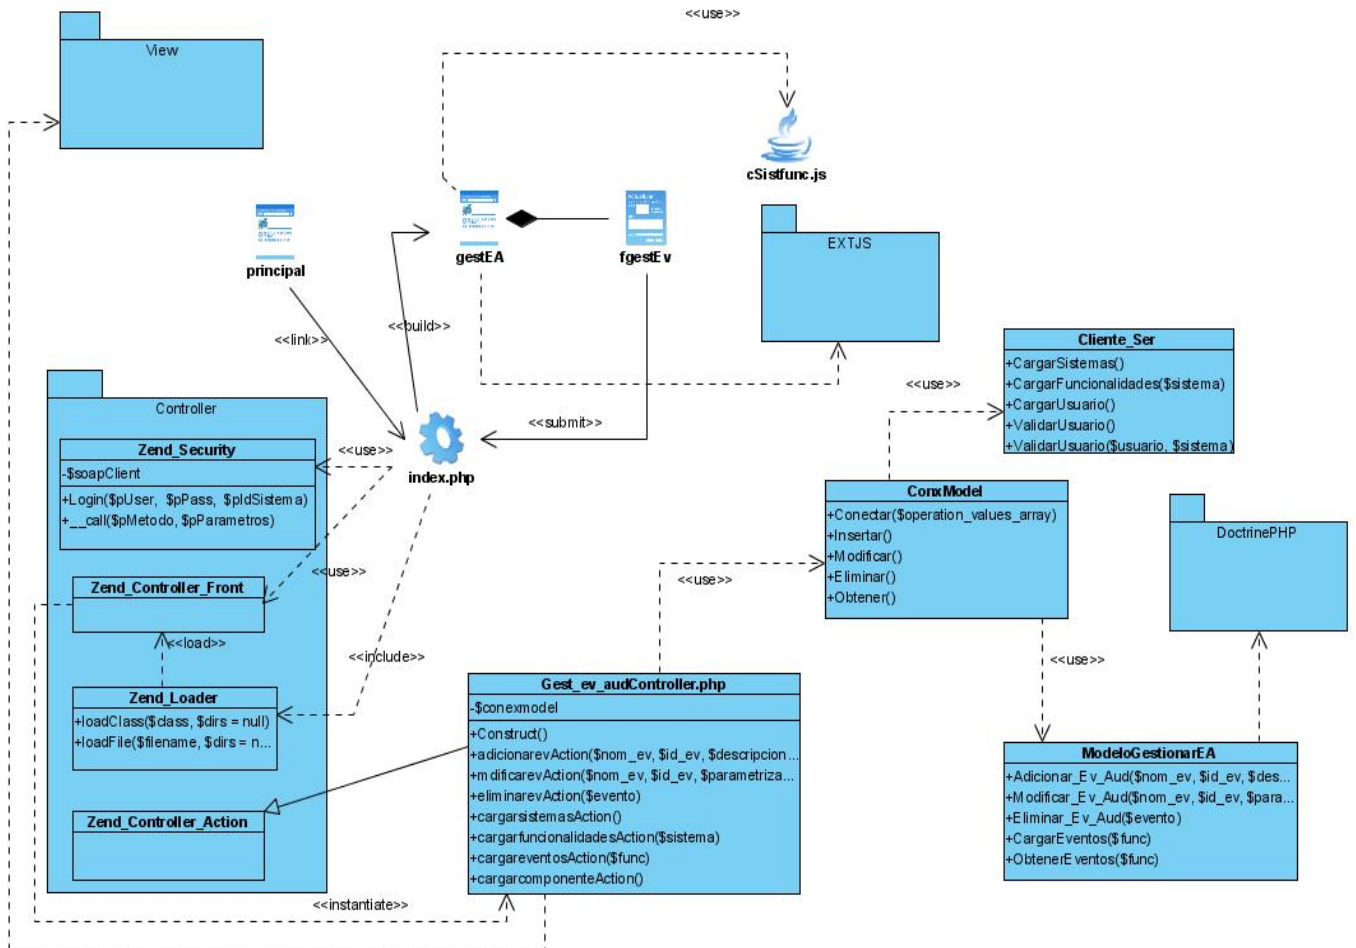 <<use>>
View
cSistfunc.js
principal
gestEA
fgestEv
EXTJS
<<build>>
<<link>>
<<submit>>
index.php
Controller
Zend_Security
-$soapClient
+Login($pUser, $pPass, $pIdSistema)
+__call($pMetodo, $pParametros)
<<use>>
<<use>>
Zend_Controller_Front
<<load>>
<<include>>
Zend_Loader
+loadClass($class, $dirs = null)
+loadFile($filename, $dirs = n...
Zend_Controller_Action
<<instantiate>>
Gest_ev_audController.php
-$conexmodel
+Construct()
+adicionarevAction($nom_ev, $id_ev, $descripcion...
+mdificarevAction($nom_ev, $id_ev, $parametriza...
+eliminarevAction($evento)
+cargarsistemasAction()
+cargarfuncionalidadesAction($sistema)
+cargareventosAction($func)
+cargarcomponenteAction()
<<use>>
ConxModel
+Conectar($operation_values_array)
+Insertar()
+Modificar()
+Eliminar()
+Obtener()
<<use>>
Cliente_Ser
+CargarSistemas()
+CargarFuncionalidades($sistema)
+CargarUsuario()
+ValidarUsuario()
+ValidarUsuario($usuario, $sistema)
DoctrinePHP
<<use>>
ModeloGestionarEA
+Adicionar_Ev_Aud($nom_ev, $id_ev, $des...
+Modificar_Ev_Aud($nom_ev, $id_ev, $para...
+Eliminar_Ev_Aud($evento)
+CargarEventos($func)
+ObtenerEventos($func)